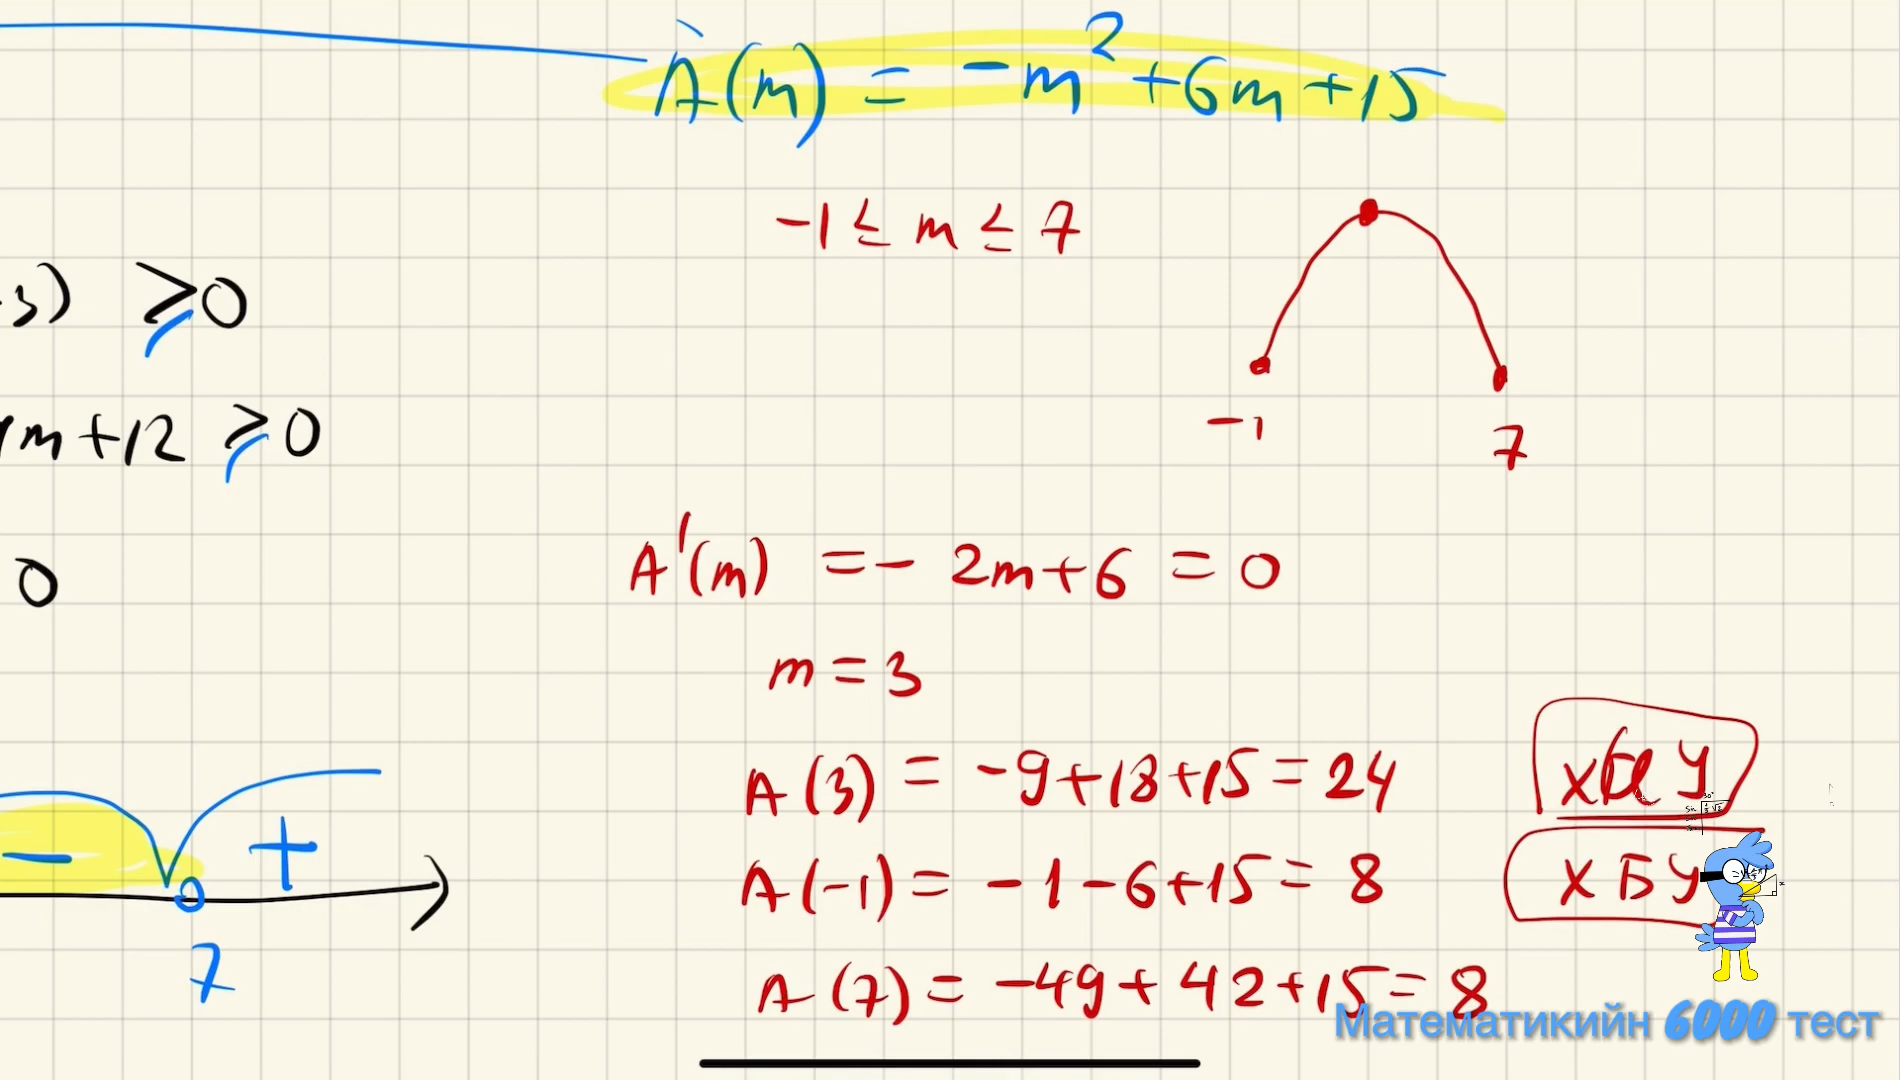 A(m) = -m² + 6m + 15
-1 ≤ m ≤ 7
3) ≥ 0
m + 12 ≥ 0
-1
7
A'(m) = - 2m + 6 = 0
0
m = 3
A(3) = -9 + 18 + 15 = 24
ХИУ
- +
A(-1) = -1 - 6 + 15 = 8
ХБУ
7
A(7) = -49 + 42 + 15 = 8
Математикийн 6000 тест